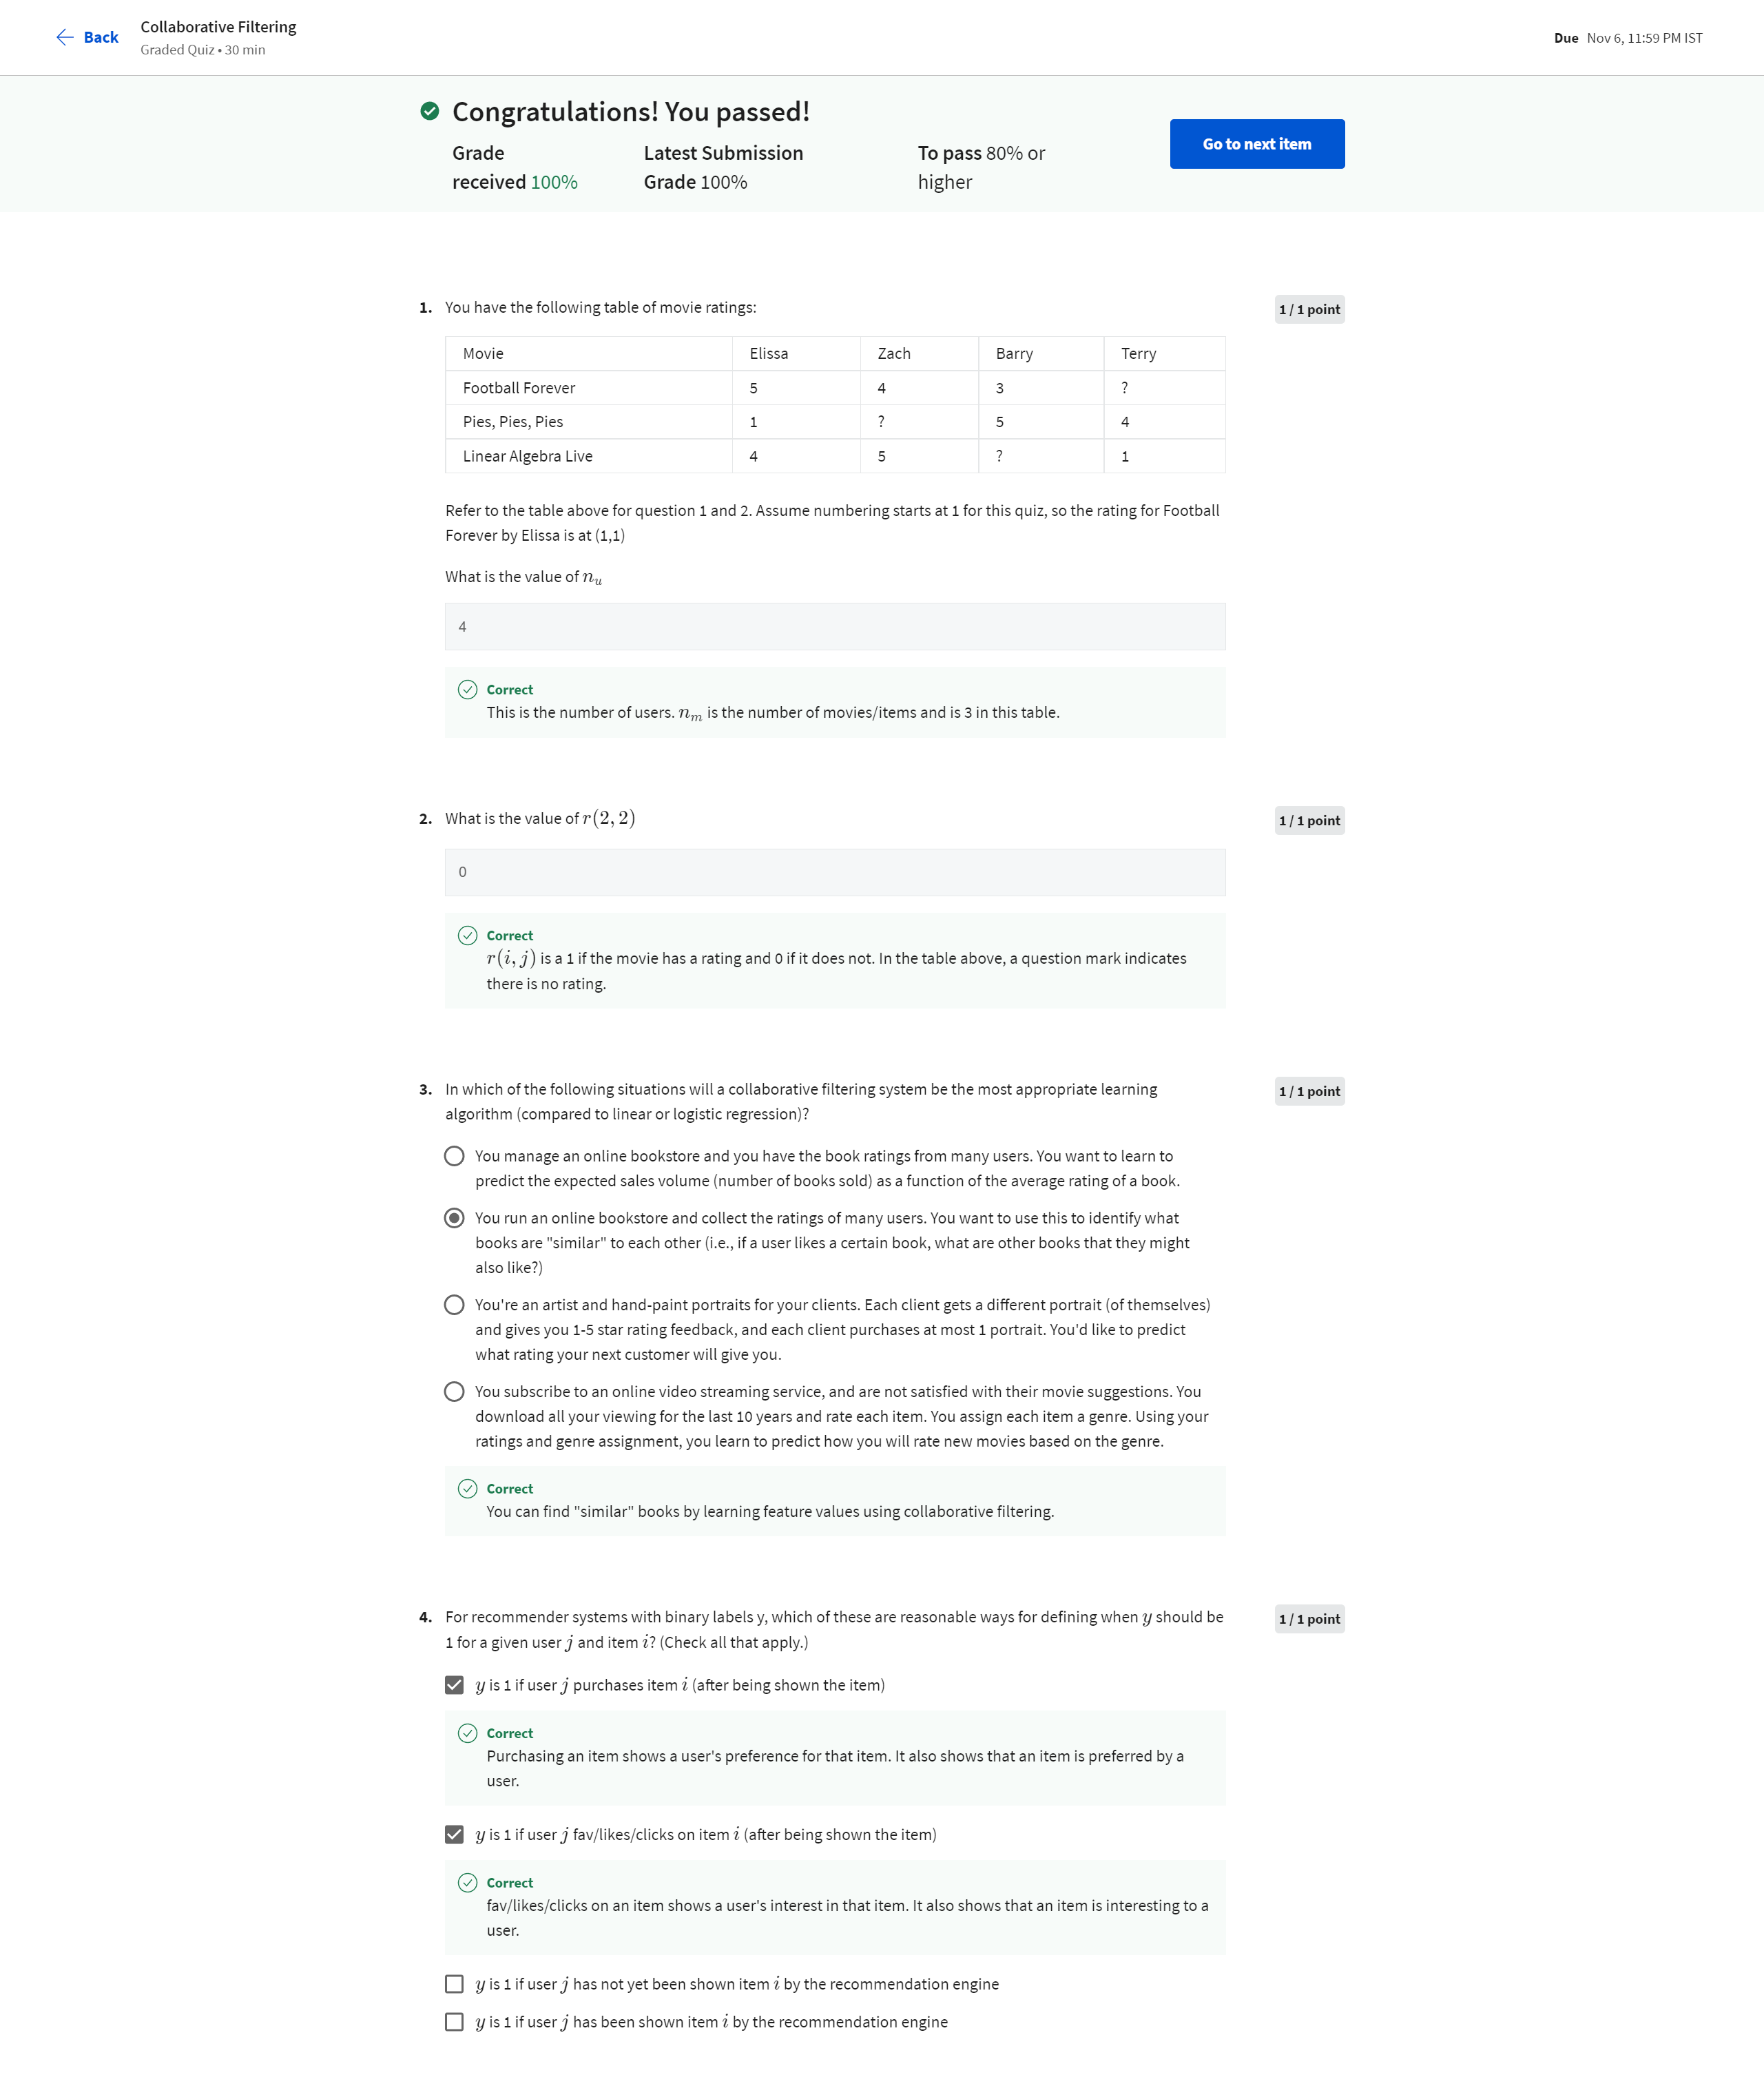 Back
Collaborative Filtering
Graded Quiz • 30 min
Due Nov 6, 11:59 PM IST
Congratulations! You passed!
Grade received 100%
Latest Submission Grade 100%
To pass 80% or higher
Go to next item
1. You have the following table of movie ratings:
1 / 1 point
Movie Elissa Zach Barry Terry
Football Forever 5 4 3 ?
Pies, Pies, Pies 1 ? 5 4
Linear Algebra Live 4 5 ? 1
Refer to the table above for question 1 and 2. Assume numbering starts at 1 for this quiz, so the rating for Football
Forever by Elissa is at (1,1)
What is the value of n_u
4
Correct
This is the number of users. n_m is the number of movies/items and is 3 in this table.
2. What is the value of r(2, 2)
1 / 1 point
0
Correct
r(i, j) is a 1 if the movie has a rating and 0 if it does not. In the table above, a question mark indicates
there is no rating.
3. In which of the following situations will a collaborative filtering system be the most appropriate learning
algorithm (compared to linear or logistic regression)?
1 / 1 point
You manage an online bookstore and you have the book ratings from many users. You want to learn to
predict the expected sales volume (number of books sold) as a function of the average rating of a book.
You run an online bookstore and collect the ratings of many users. You want to use this to identify what
books are "similar" to each other (i.e., if a user likes a certain book, what are other books that they might
also like?)
You're an artist and hand-paint portraits for your clients. Each client gets a different portrait (of themselves)
and gives you 1-5 star rating feedback, and each client purchases at most 1 portrait. You'd like to predict
what rating your next customer will give you.
You subscribe to an online video streaming service, and are not satisfied with their movie suggestions. You
download all your viewing for the last 10 years and rate each item. You assign each item a genre. Using your
ratings and genre assignment, you learn to predict how you will rate new movies based on the genre.
Correct
You can find "similar" books by learning feature values using collaborative filtering.
4. For recommender systems with binary labels y, which of these are reasonable ways for defining when y should be
1 for a given user j and item i? (Check all that apply.)
1 / 1 point
y is 1 if user j purchases item i (after being shown the item)
Correct
Purchasing an item shows a user's preference for that item. It also shows that an item is preferred by a
user.
y is 1 if user j fav/likes/clicks on item i (after being shown the item)
Correct
fav/likes/clicks on an item shows a user's interest in that item. It also shows that an item is interesting to a
user.
y is 1 if user j has not yet been shown item i by the recommendation engine
y is 1 if user j has been shown item i by the recommendation engine